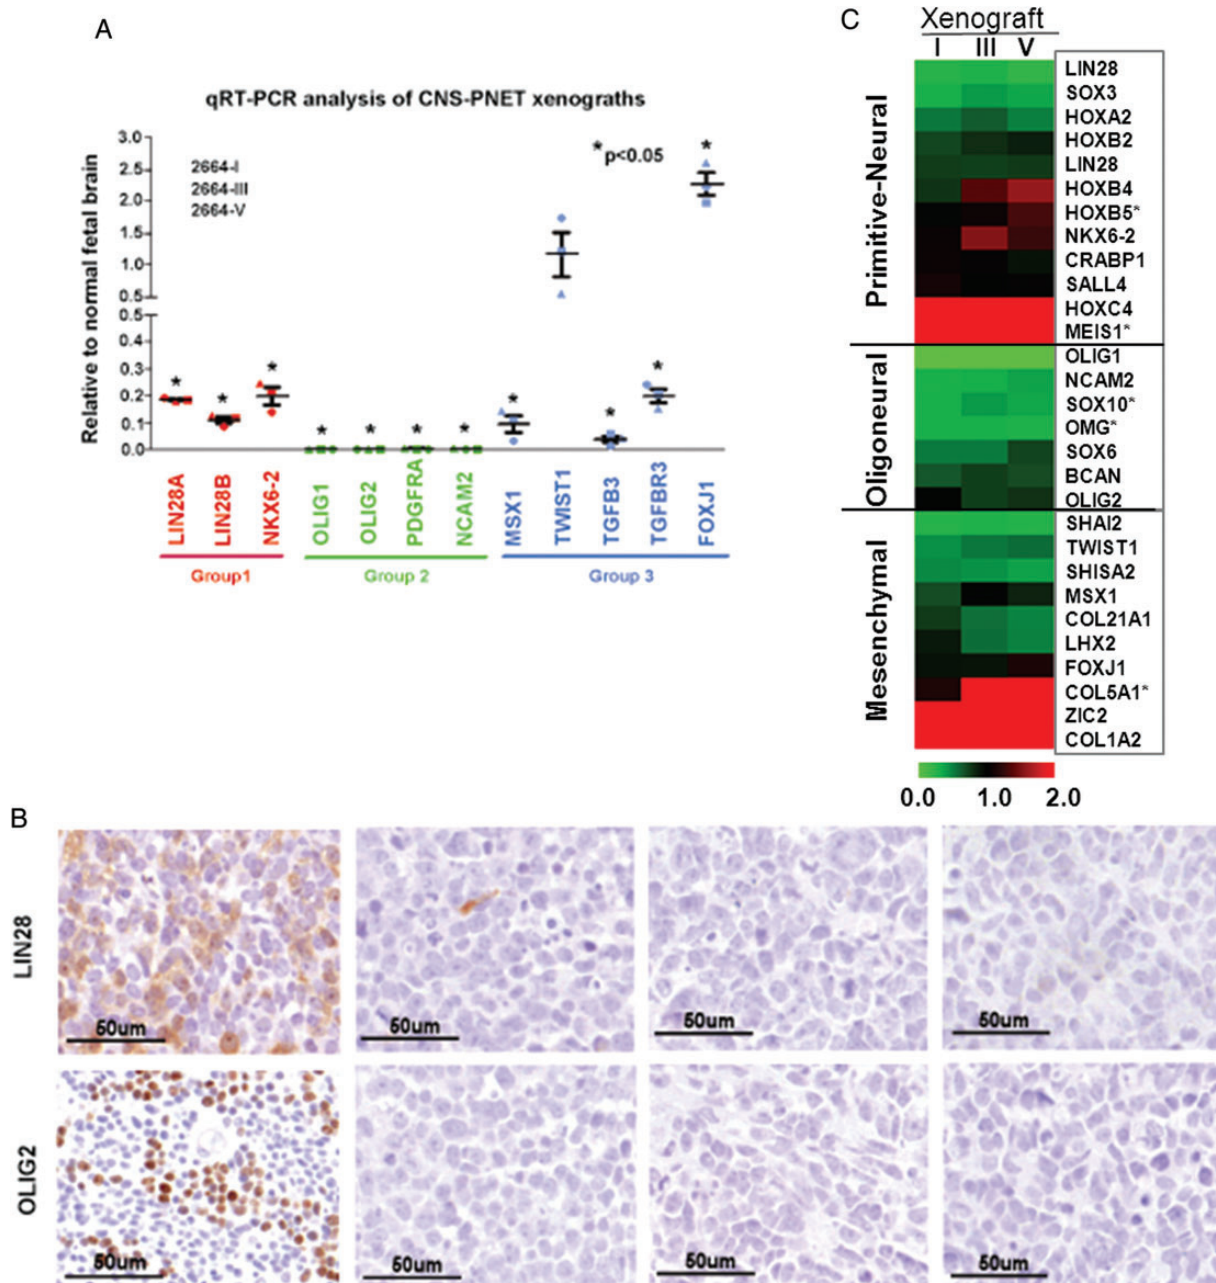 A
qRT-PCR analysis of CNS-PNET xenograths
Relative to normal fetal brain
3.0
2.5
2.0
1.5
1.0
0.5
0.5
0.4
0.3
0.2
0.1
0.0
2664-I
2664-III
2664-V
* p<0.05
*
*
*
*
*
*
*
*
*
*
*
*
LIN28A
LIN28B
NKX6-2
OLIG1
OLIG2
PDGFRA
NCAM2
MSX1
TWIST1
TGFB3
TGFBR3
FOXJ1
Group1
Group 2
Group 3
C
Xenograft
I III V
Primitive-Neural
LIN28
SOX3
HOXA2
HOXB2
LIN28
HOXB4
HOXB5*
NKX6-2
CRABP1
SALL4
HOXC4
MEIS1*
Oligoneural
OLIG1
NCAM2
SOX10*
OMG*
SOX6
BCAN
OLIG2
Mesenchymal
SHAI2
TWIST1
SHISA2
MSX1
COL21A1
LHX2
FOXJ1
COL5A1*
ZIC2
COL1A2
0.0 1.0 2.0
B
LIN28
50um 50um 50um 50um
OLIG2
50um 50um 50um 50um